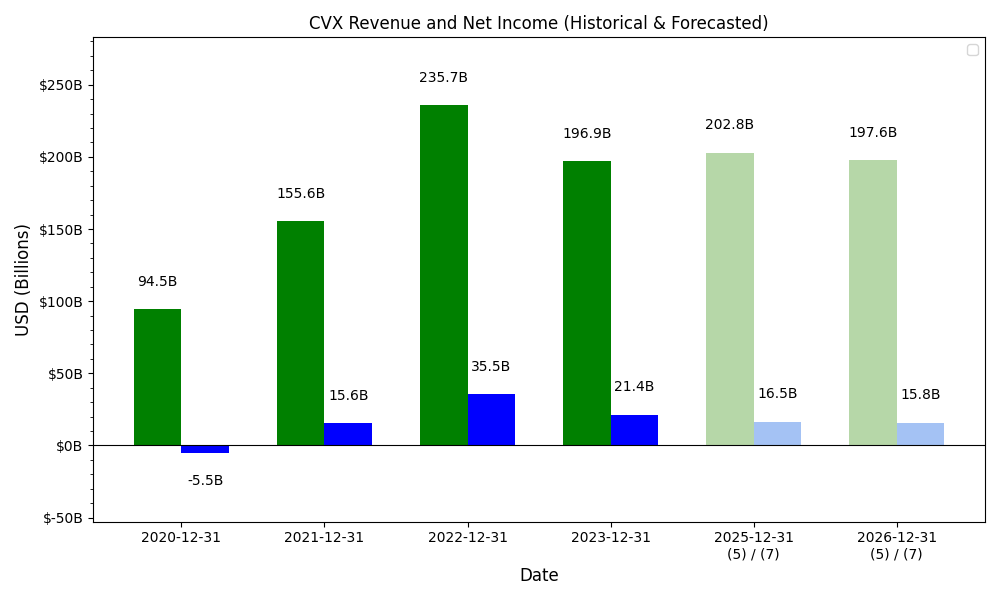 CVX Revenue and Net Income (Historical & Forecasted)
USD (Billions)
$250B
$200B
$150B
$100B
$50B
$0B
$-50B
94.5B
-5.5B
155.6B
15.6B
235.7B
35.5B
196.9B
21.4B
202.8B
16.5B
197.6B
15.8B
2020-12-31
2021-12-31
2022-12-31
2023-12-31
2025-12-31
(5) / (7)
2026-12-31
(5) / (7)
Date